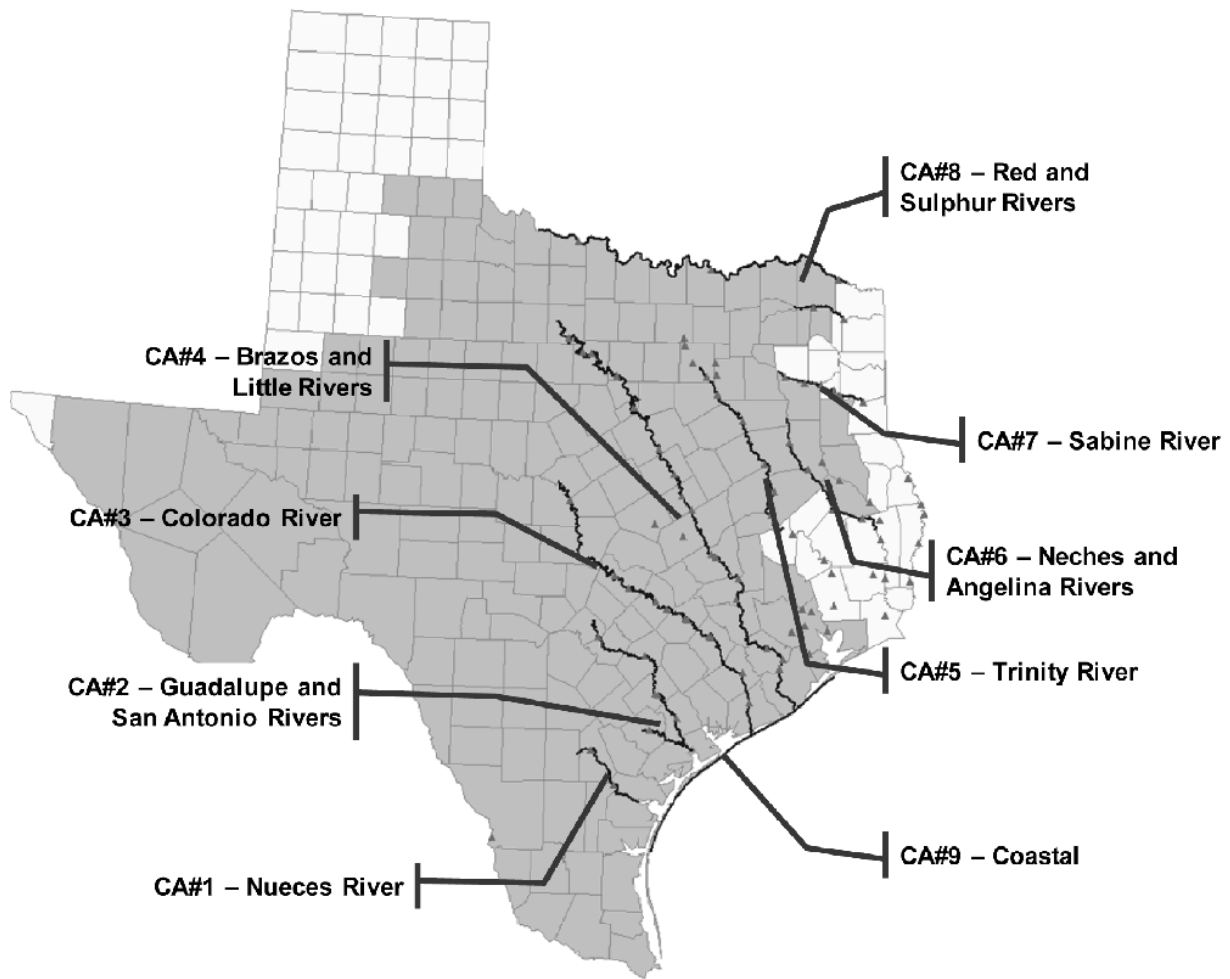 CA#8 – Red and
Sulphur Rivers
CA#4 – Brazos and
Little Rivers
CA#7 – Sabine River
CA#3 – Colorado River
CA#6 – Neches and
Angelina Rivers
CA#5 – Trinity River
CA#2 – Guadalupe and
San Antonio Rivers
CA#9 – Coastal
CA#1 – Nueces River